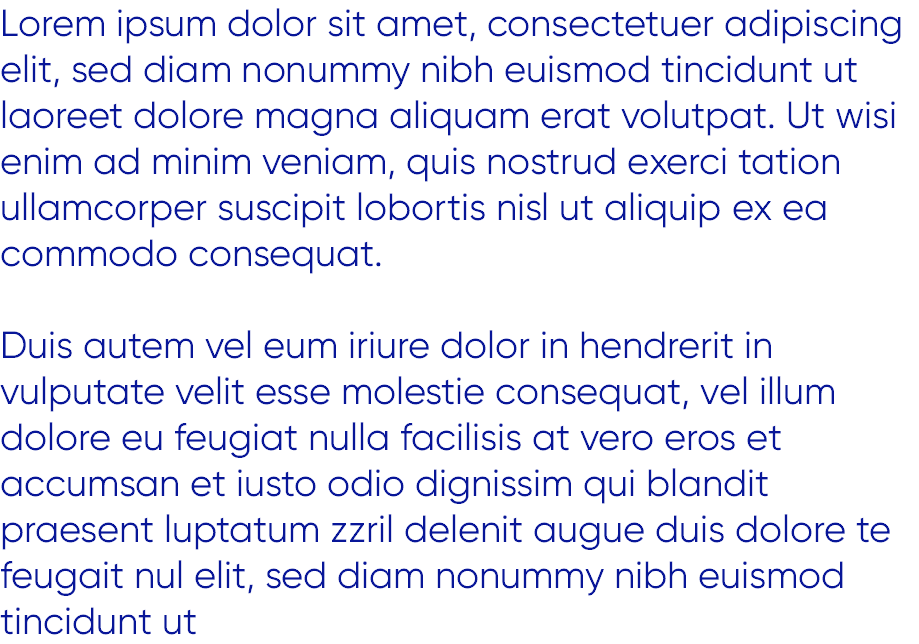 Lorem ipsum dolor sit amet, consectetuer adipiscing
elit, sed diam nonummy nibh euismod tincidunt ut
laoreet dolore magna aliquam erat volutpat. Ut wisi
enim ad minim veniam, quis nostrud exerci tation
ullamcorper suscipit lobortis nisl ut aliquip ex ea
commodo consequat.

Duis autem vel eum iriure dolor in hendrerit in
vulputate velit esse molestie consequat, vel illum
dolore eu feugiat nulla facilisis at vero eros et
accumsan et iusto odio dignissim qui blandit
praesent luptatum zzril delenit augue duis dolore te
feugait nul elit, sed diam nonummy nibh euismod
tincidunt ut